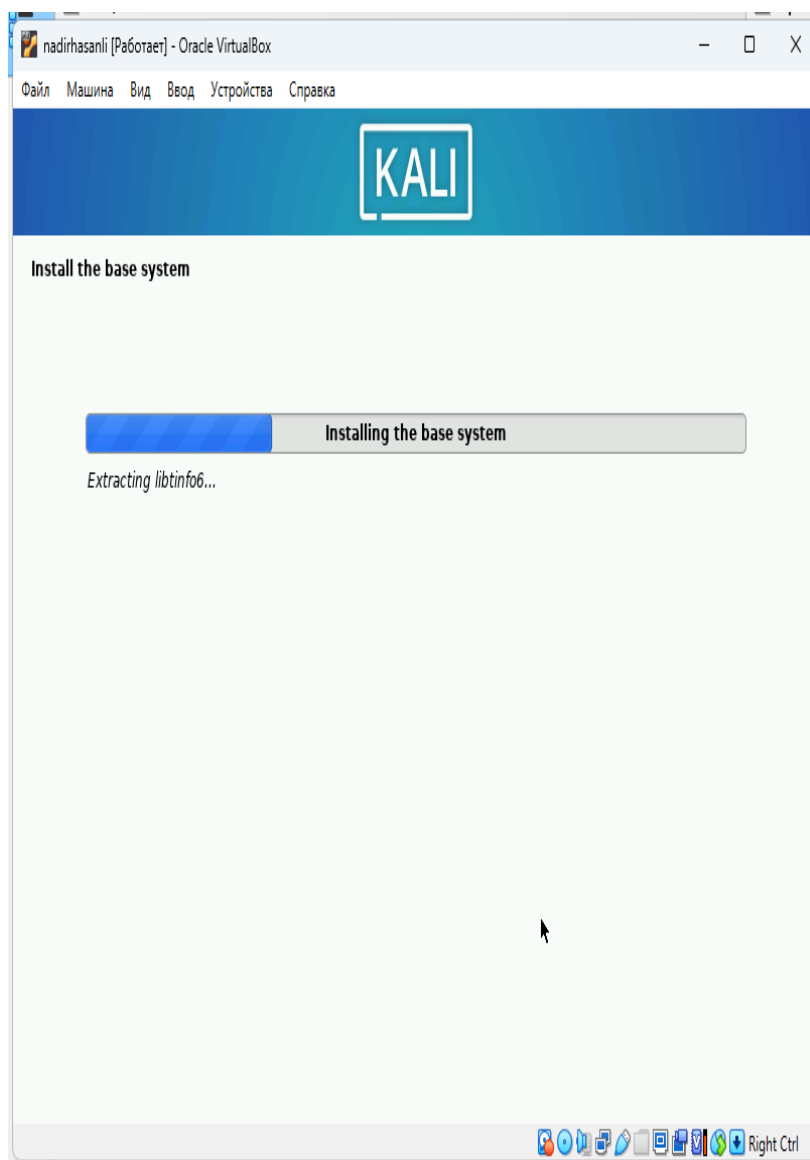 nadirhasanli [Работает] - Oracle VirtualBox
Файл Машина Вид Ввод Устройства Справка
KALI
Install the base system
Installing the base system
Extracting libtinfo6...
Right Ctrl